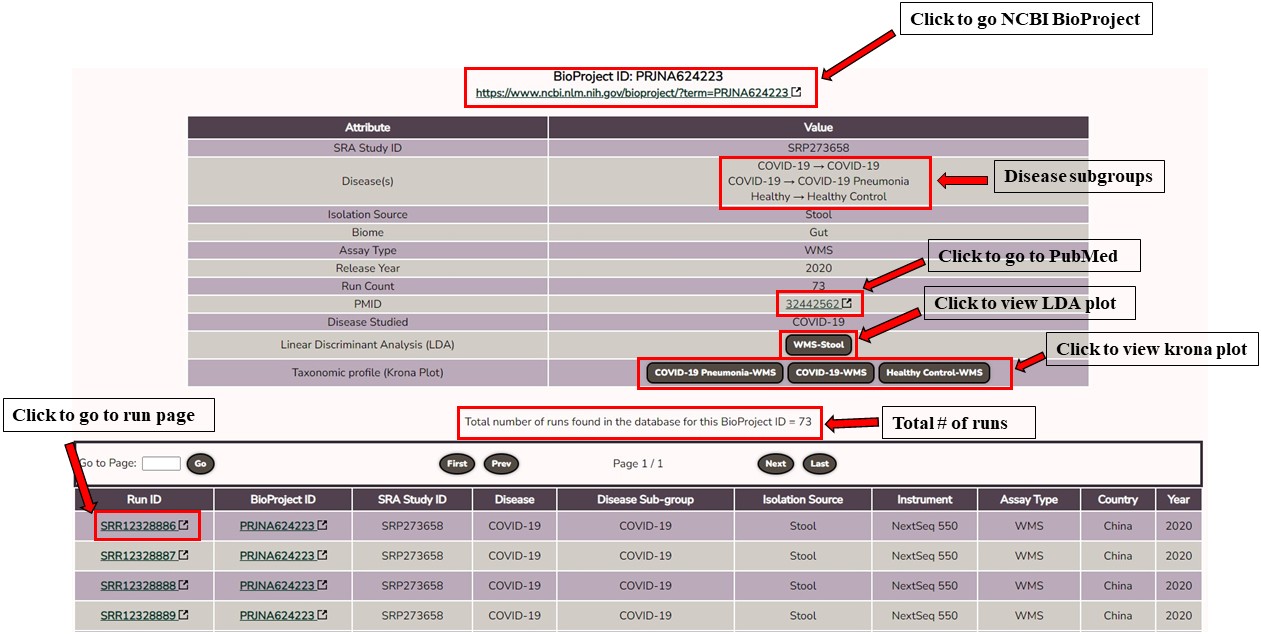 Click to go NCBI BioProject
BioProject ID: PRJNA624223
https://www.ncbi.nlm.nih.gov/bioproject/?term=PRJNA624223
Attribute Value
SRA Study ID SRP273658
Disease(s) COVID-19 → COVID-19
COVID-19 → COVID-19 Pneumonia
Healthy → Healthy Control
Disease subgroups
Isolation Source Stool
Biome Gut
Assay Type WMS
Release Year 2020
Click to go to PubMed
Run Count 73
PMID 32442562
Click to view LDA plot
Disease Studied COVID-19
Linear Discriminant Analysis (LDA) WMS-Stool
Click to view krona plot
Taxonomic profile (Krona Plot) COVID-19 Pneumonia-WMS COVID-19-WMS Healthy Control-WMS
Click to go to run page
Total number of runs found in the database for this BioProject ID = 73
Total # of runs
Go to Page: Go First Prev Page 1 / 1 Next Last
Run ID BioProject ID SRA Study ID Disease Disease Sub-group Isolation Source Instrument Assay Type Country Year
SRR12328886 PRJNA624223 SRP273658 COVID-19 COVID-19 Stool NextSeq 550 WMS China 2020
SRR12328887 PRJNA624223 SRP273658 COVID-19 COVID-19 Stool NextSeq 550 WMS China 2020
SRR12328888 PRJNA624223 SRP273658 COVID-19 COVID-19 Stool NextSeq 550 WMS China 2020
SRR12328889 PRJNA624223 SRP273658 COVID-19 COVID-19 Stool NextSeq 550 WMS China 2020